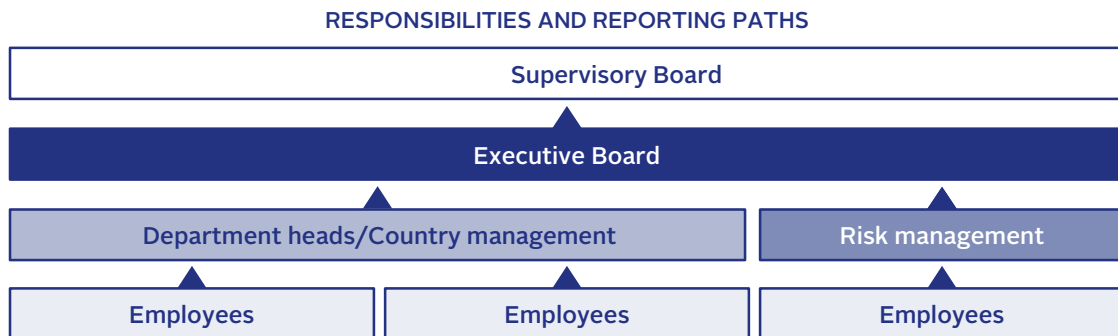 RESPONSIBILITIES AND REPORTING PATHS
Supervisory Board
Executive Board
Department heads/Country management
Risk management
Employees
Employees
Employees